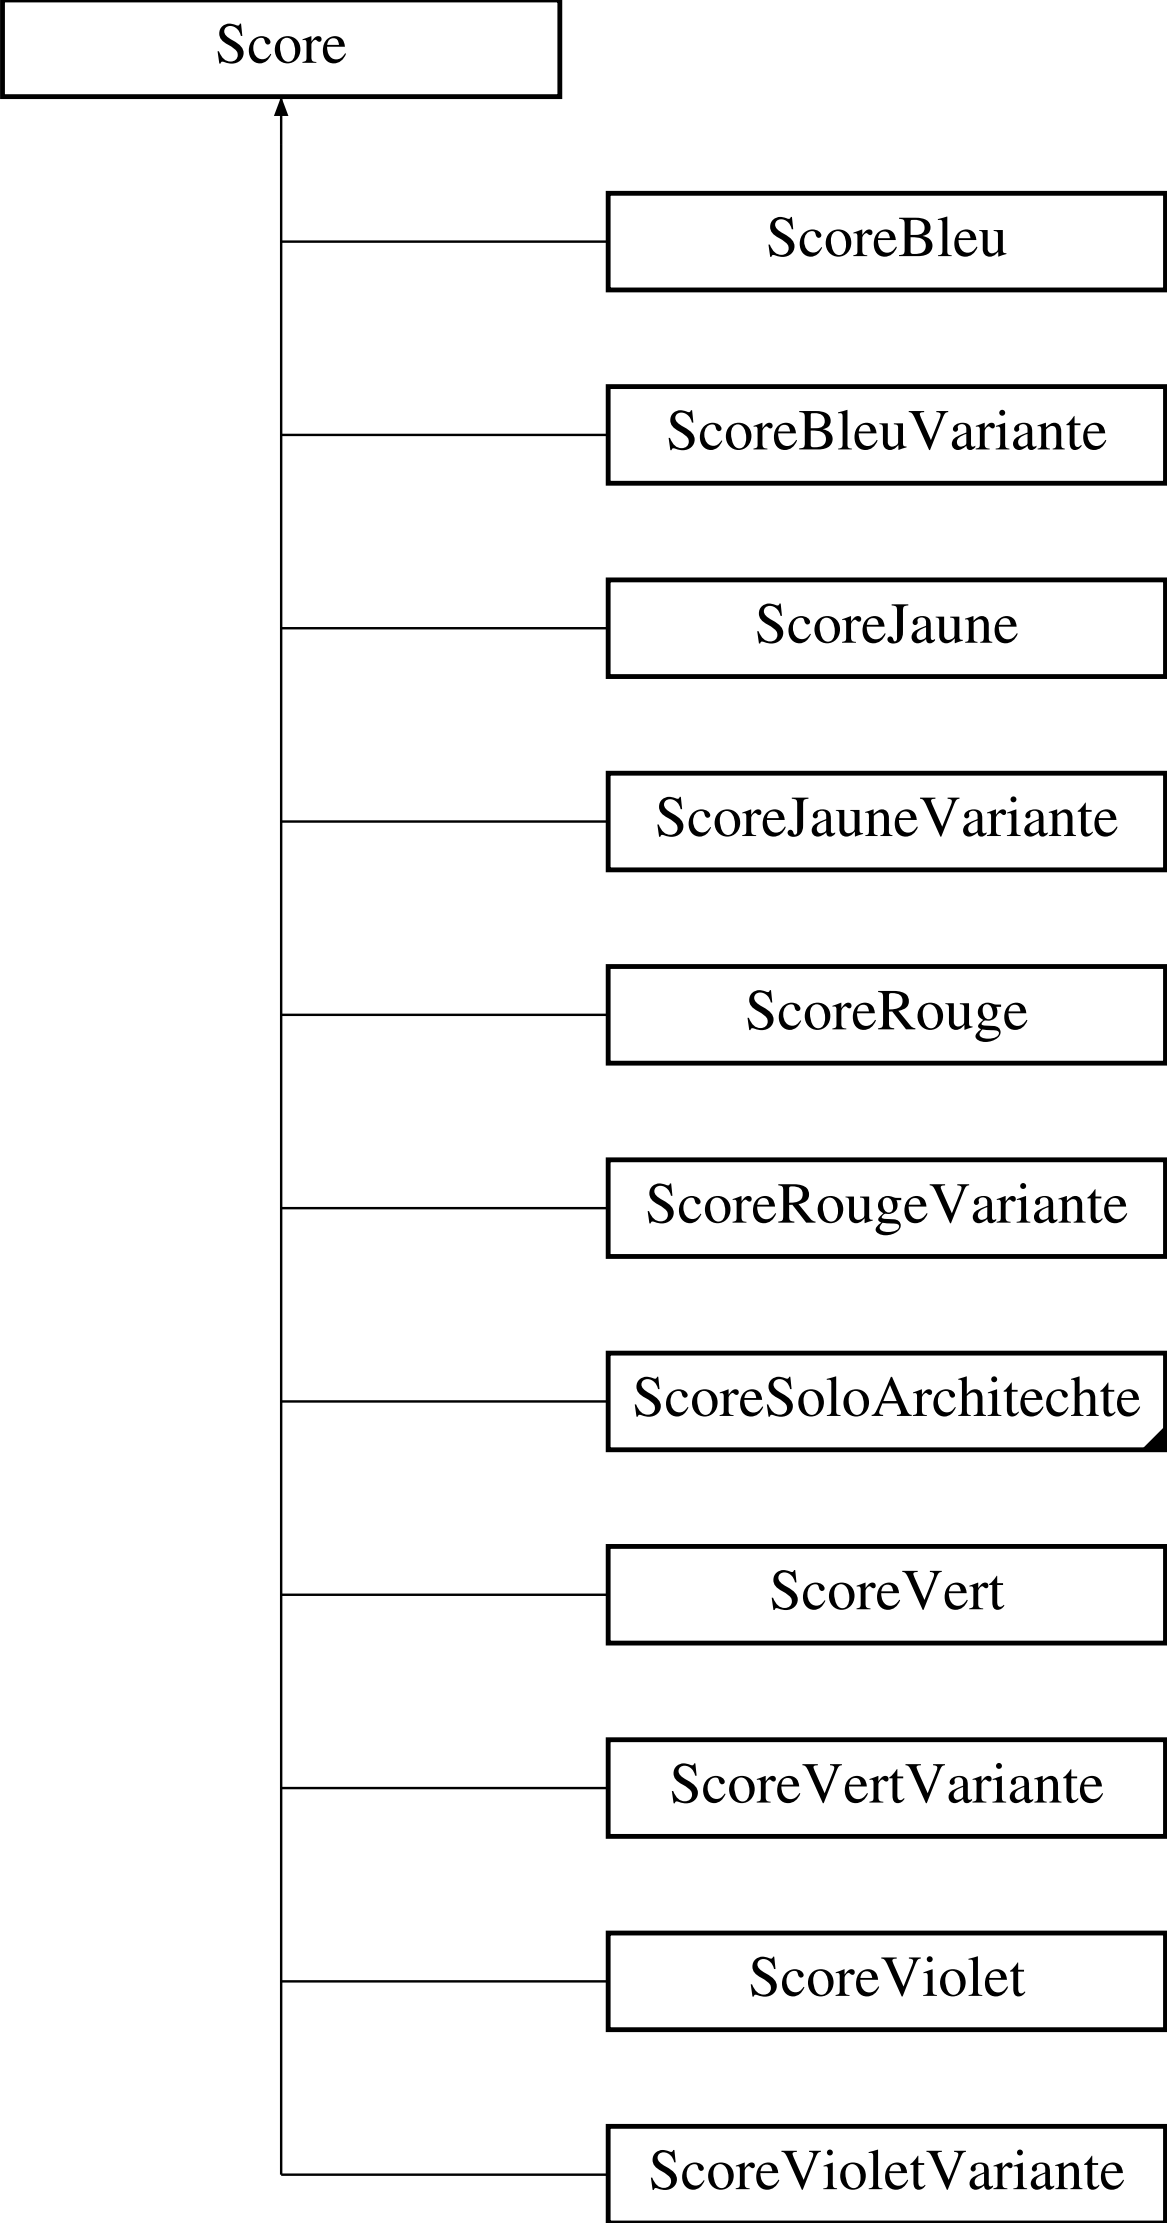 Score
ScoreBleu
ScoreBleuVariante
ScoreJaune
ScoreJauneVariante
ScoreRouge
ScoreRougeVariante
ScoreSoloArchitechte
ScoreVert
ScoreVertVariante
ScoreViolet
ScoreVioletVariante